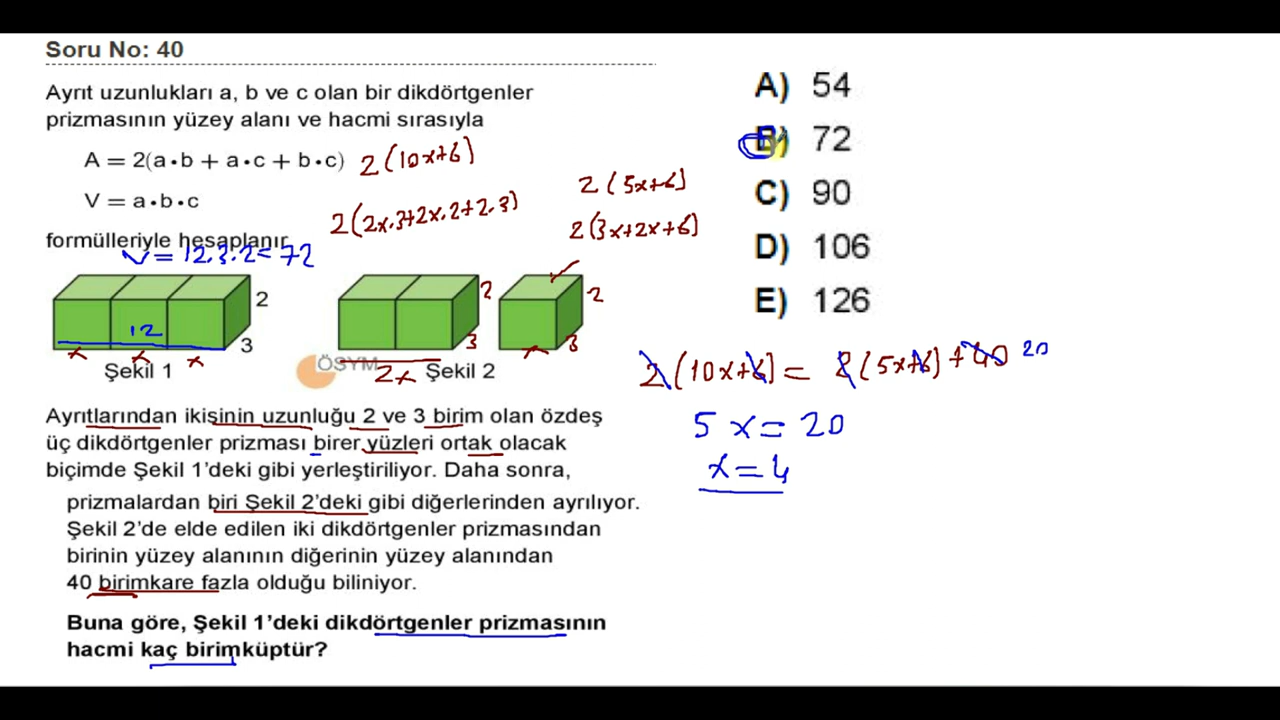 Soru No: 40
Ayrıt uzunlukları a, b ve c olan bir dikdörtgenler
prizmasının yüzey alanı ve hacmi sırasıyla
A = 2(a•b + a•c + b•c) 2(10x+6)
V = a•b•c
2(2x.3+2x.2+2.3)
2(5x+6)
2(3x+2x+6)
formülleriyle hesaplanır.
V = 12.3.2 = 72
12
x x x
2
3
Şekil 1
2
3
2x
x
2
3
ÖSYM
Şekil 2
Ayrıtlarından ikisinin uzunluğu 2 ve 3 birim olan özdeş
üç dikdörtgenler prizması birer yüzleri ortak olacak
biçimde Şekil 1'deki gibi yerleştiriliyor. Daha sonra,
prizmalardan biri Şekil 2'deki gibi diğerlerinden ayrılıyor.
Şekil 2'de elde edilen iki dikdörtgenler prizmasından
birinin yüzey alanının diğerinin yüzey alanından
40 birimkare fazla olduğu biliniyor.
Buna göre, Şekil 1'deki dikdörtgenler prizmasının
hacmi kaç birimküptür?
A) 54
B) 72
C) 90
D) 106
E) 126
2(10x+6) = 2(5x+6) + 40 20
5x = 20
x = 4